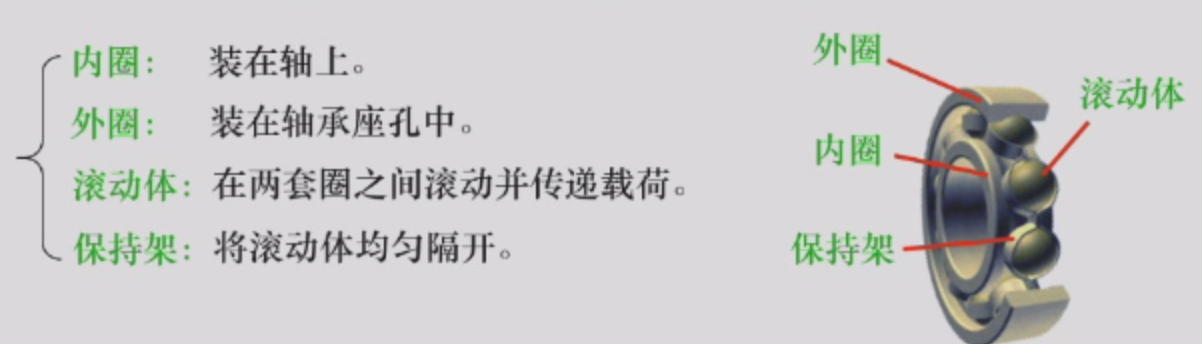 内圈： 装在轴上。
外圈： 装在轴承座孔中。
滚动体：在两套圈之间滚动并传递载荷。
保持架：将滚动体均匀隔开。
外圈
滚动体
内圈
保持架